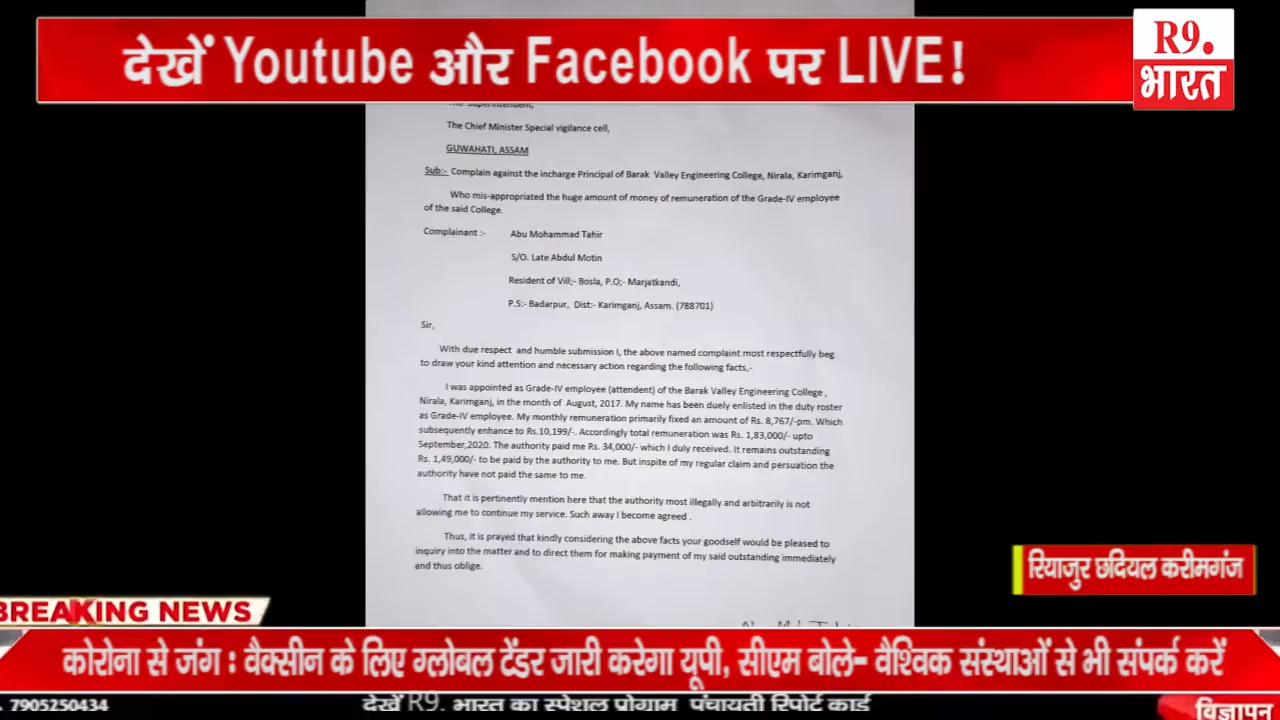 देखें Youtube और Facebook पर LIVE!
R9.
भारत
The Superintendent,
The Chief Minister Special vigilance cell,
GUWAHATI, ASSAM
Sub:- Complain against the incharge Principal of Barak Valley Engineering College, Nirala, Karimganj,
Who mis-appropriated the huge amount of money of remuneration of the Grade-IV employee
of the said College.
Complainant :- Abu Mohammad Tahir
S/O. Late Abdul Motin
Resident of Vill;- Bosla, P.O;- Marjatkandi,
P.S:- Badarpur, Dist:- Karimganj, Assam. (788701)
Sir,
With due respect and humble submission I, the above named complaint most respectfully beg
to draw your kind attention and necessary action regarding the following facts,-
I was appointed as Grade-IV employee (attendent) of the Barak Valley Engineering College ,
Nirala, Karimganj, in the month of August, 2017. My name has been duely enlisted in the duty roster
as Grade-IV employee. My monthly remuneration primarily fixed an amount of Rs. 8,767/-pm. Which
subsequently enhance to Rs.10,199/-. Accordingly total remuneration was Rs. 1,83,000/- upto
September,2020. The authority paid me Rs. 34,000/- which I duly received. It remains outstanding
Rs. 1,49,000/- to be paid by the authority to me. But inspite of my regular claim and persuation the
authority have not paid the same to me.
That it is pertinently mention here that the authority most illegally and arbitrarily is not
allowing me to continue my service. Such away I become agreed .
Thus, it is prayed that kindly considering the above facts your goodself would be pleased to
inquiry into the matter and to direct them for making payment of my said outstanding immediately
and thus oblige.
रियाजुर छदियल करीमगंज
BREAKING NEWS
कोरोना से जंग : वैक्सीन के लिए ग्लोबल टेंडर जारी करेगा यूपी, सीएम बोले- वैश्विक संस्थाओं से भी संपर्क करें
. 7905250434 देखें R9. भारत का स्पेशल प्रोग्राम पंचायती रिपोर्ट कार्ड
विज्ञापन